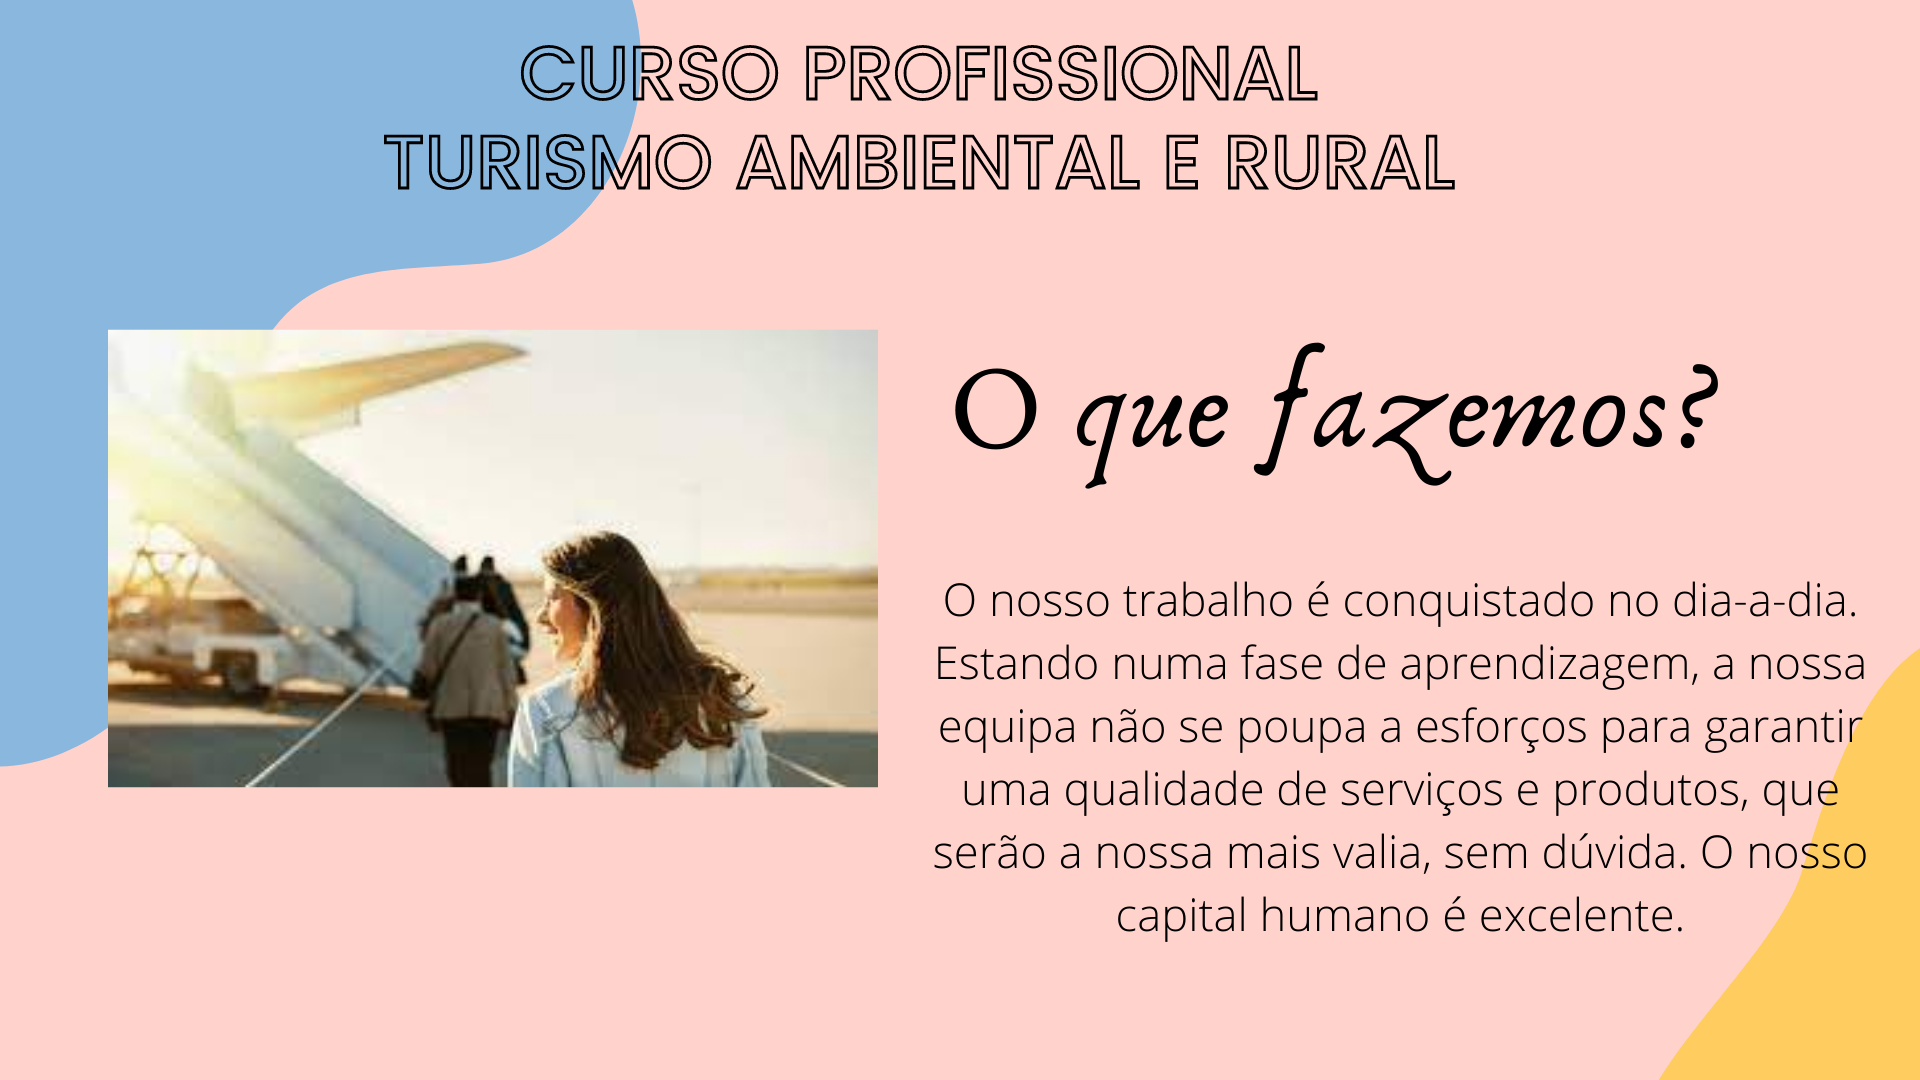 CURSO PROFISSIONAL
TURISMO AMBIENTAL E RURAL
O que fazemos?
O nosso trabalho é conquistado no dia-a-dia.
Estando numa fase de aprendizagem, a nossa
equipa não se poupa a esforços para garantir
uma qualidade de serviços e produtos, que
serão a nossa mais valia, sem dúvida. O nosso
capital humano é excelente.